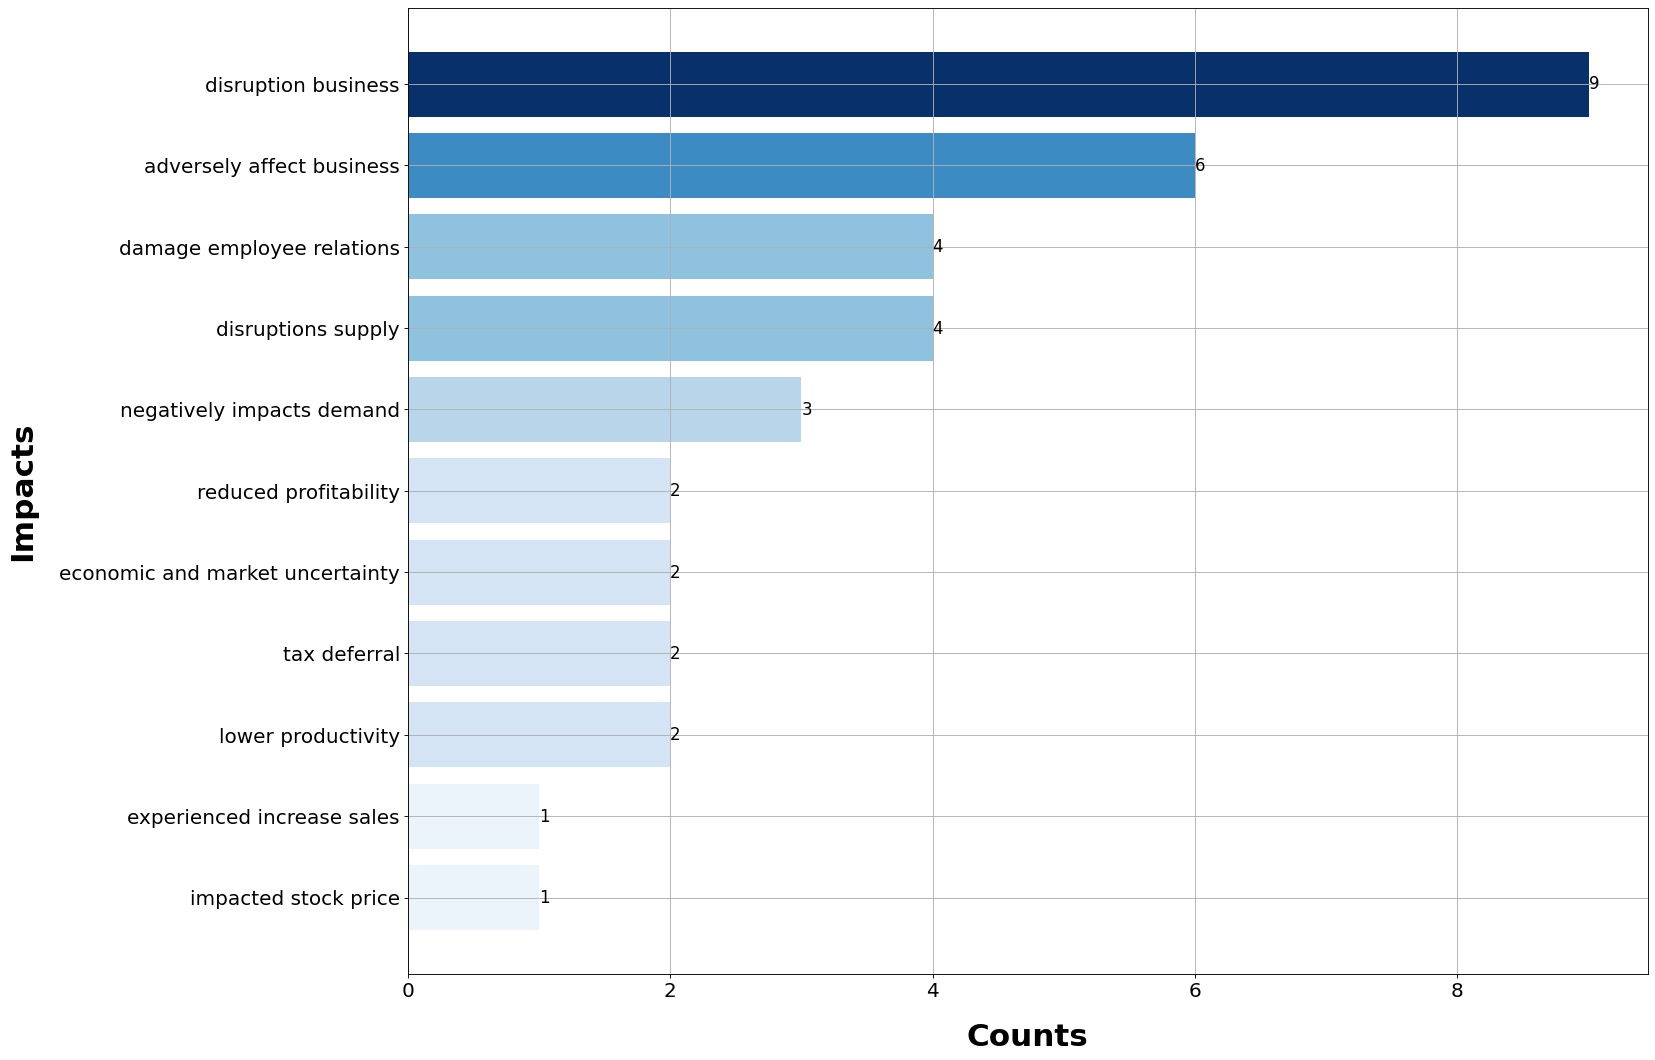 disruption business
9
adversely affect business
6
damage employee relations
4
disruptions supply
4
negatively impacts demand
3
reduced profitability
2
economic and market uncertainty
2
tax deferral
2
lower productivity
2
experienced increase sales
1
impacted stock price
1
Impacts
0 2 4 6 8
Counts